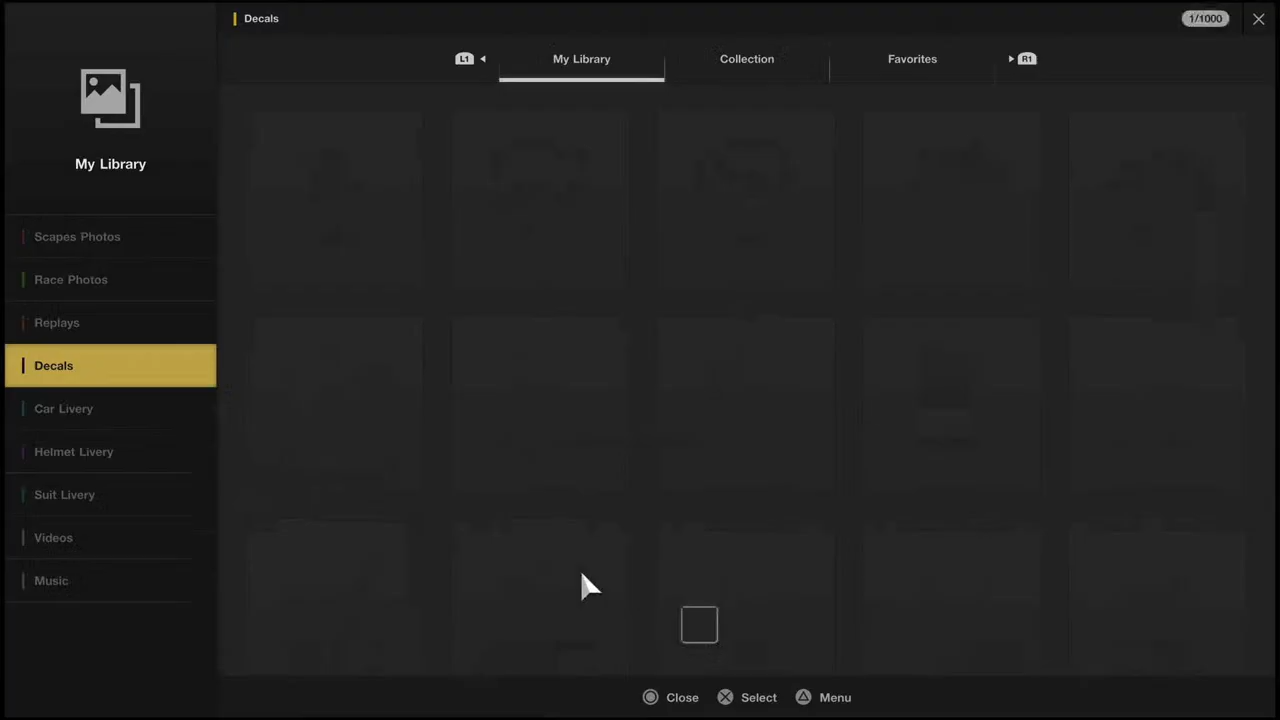 Decals
1/1000
L1
My Library
Collection
Favorites
R1
My Library
Scapes Photos
Race Photos
Replays
Decals
Car Livery
Helmet Livery
Suit Livery
Videos
Music
Close
Select
Menu